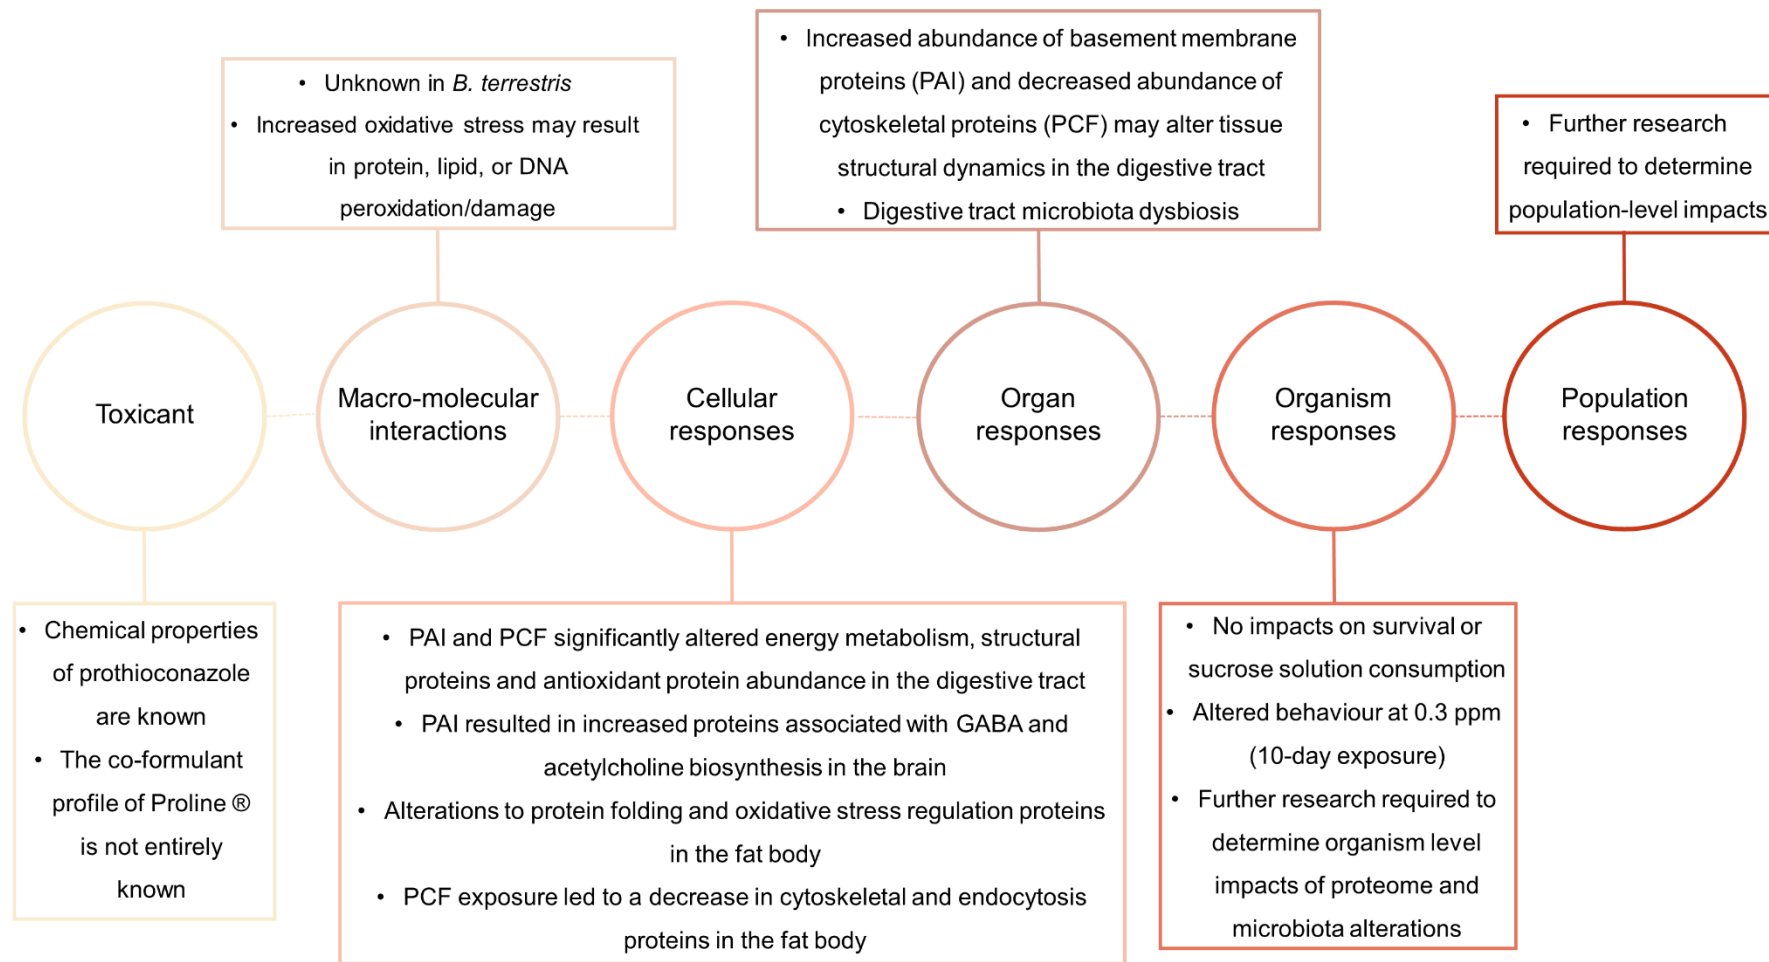 • Unknown in B. terrestris
• Increased oxidative stress may result
in protein, lipid, or DNA
peroxidation/damage
• Increased abundance of basement membrane
proteins (PAI) and decreased abundance of
cytoskeletal proteins (PCF) may alter tissue
structural dynamics in the digestive tract
• Digestive tract microbiota dysbiosis
• Further research
required to determine
population-level impacts
Toxicant
Macro-molecular
interactions
Cellular
responses
Organ
responses
Organism
responses
Population
responses
• Chemical properties
of prothioconazole
are known
• The co-formulant
profile of Proline ®
is not entirely
known
• PAI and PCF significantly altered energy metabolism, structural
proteins and antioxidant protein abundance in the digestive tract
• PAI resulted in increased proteins associated with GABA and
acetylcholine biosynthesis in the brain
• Alterations to protein folding and oxidative stress regulation proteins
in the fat body
• PCF exposure led to a decrease in cytoskeletal and endocytosis
proteins in the fat body
• No impacts on survival or
sucrose solution consumption
• Altered behaviour at 0.3 ppm
(10-day exposure)
• Further research required to
determine organism level
impacts of proteome and
microbiota alterations